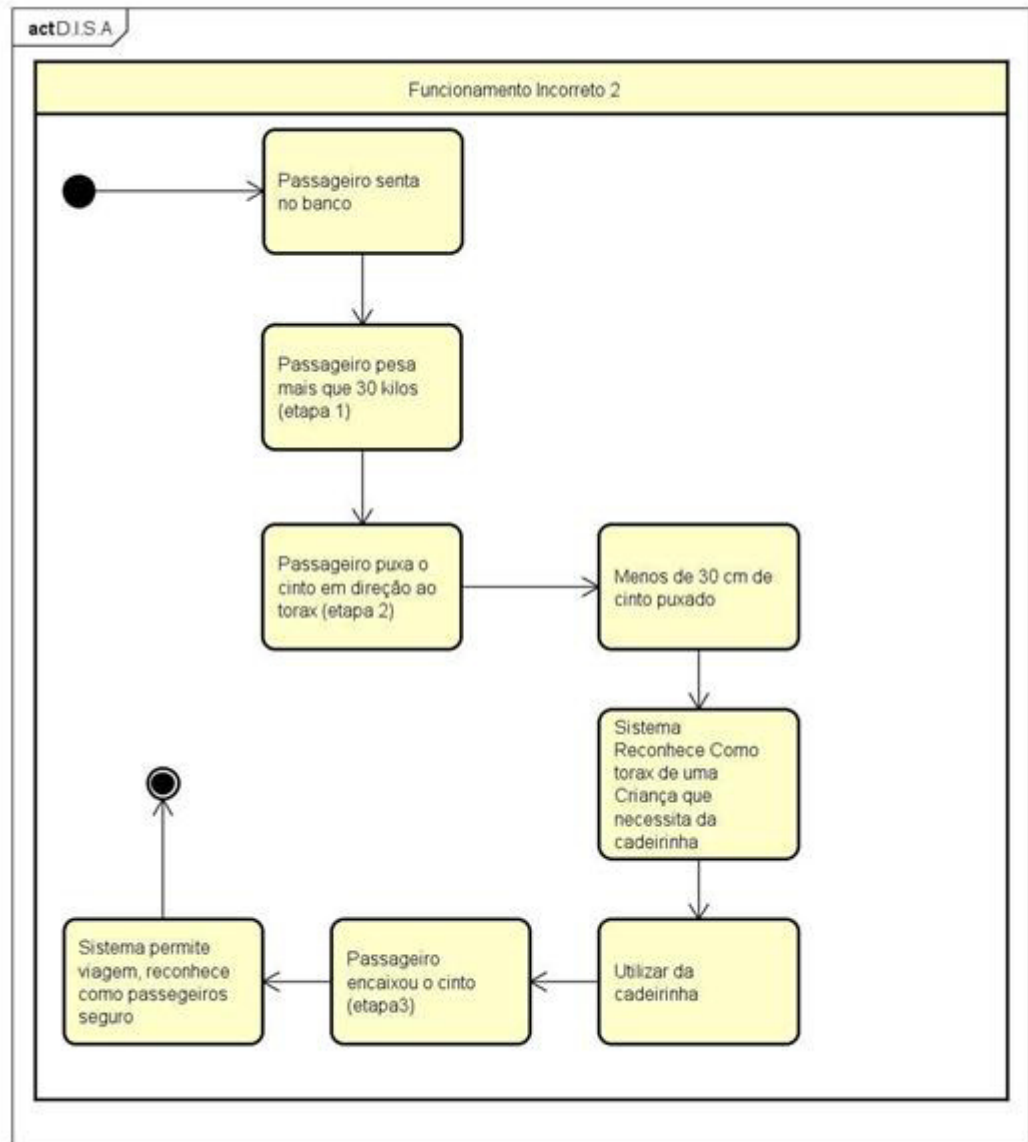 act D.I.S.A
Funcionamento Incorreto 2
Passageiro senta
no banco
Passageiro pesa
mais que 30 kilos
(etapa 1)
Passageiro puxa o
cinto em direção ao
torax (etapa 2)
Menos de 30 cm de
cinto puxado
Sistema
Reconhece Como
torax de uma
Criança que
necessita da
cadeirinha
Utilizar da
cadeirinha
Passageiro
encaixou o cinto
(etapa3)
Sistema permite
viagem, reconhece
como passegeiros
seguro